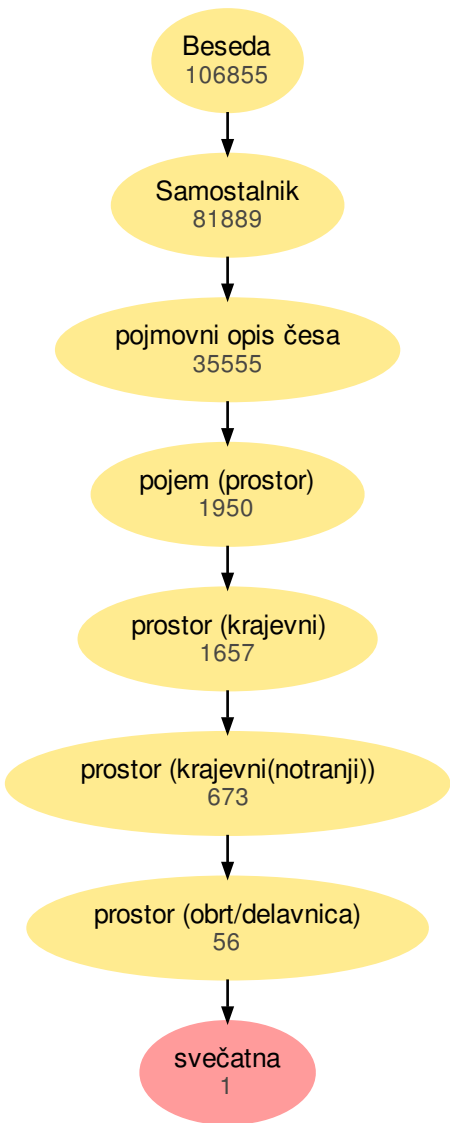 Beseda
106855
Samostalnik
81889
pojmovni opis česa
35555
pojem (prostor)
1950
prostor (krajevni)
1657
prostor (krajevni(notranji))
673
prostor (obrt/delavnica)
56
svečatna
1